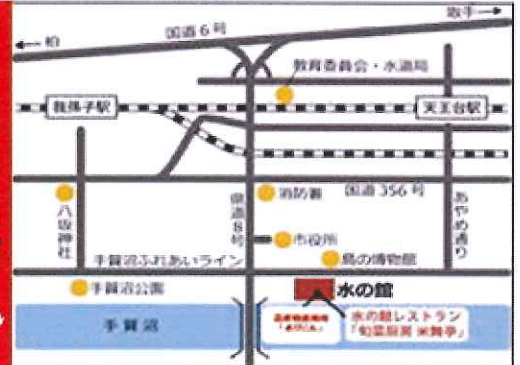 取手→
国道6号
←柏
教育委員会・水道局
我孫子駅
天王台駅
消防署
国道356号
八坂神社
県道8号
あやめ通り
市役所
鳥の博物館
手賀沼ふれあいライン
手賀沼公園
水の館
手賀沼
水の館レストラン
「旬菜厨房 米舞亭」